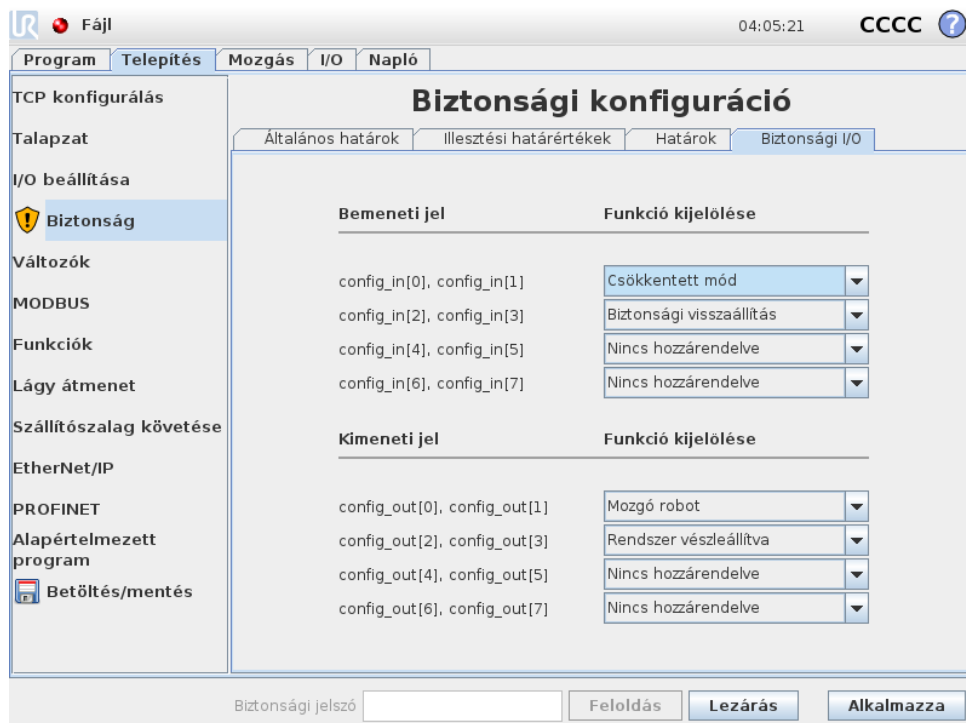 UR Fájl 04:05:21 CCCC ?
Program Telepítés Mozgás I/O Napló
TCP konfigurálás
Talapzat
I/O beállítása
Biztonság
Változók
MODBUS
Funkciók
Lágy átmenet
Szállítószalag követése
EtherNet/IP
PROFINET
Alapértelmezett
program
Betöltés/mentés
Biztonsági konfiguráció
Általános határok Illesztési határértékek Határok Biztonsági I/O
Bemeneti jel Funkció kijelölése
config_in[0], config_in[1] Csökkentett mód
config_in[2], config_in[3] Biztonsági visszaállítás
config_in[4], config_in[5] Nincs hozzárendelve
config_in[6], config_in[7] Nincs hozzárendelve
Kimeneti jel Funkció kijelölése
config_out[0], config_out[1] Mozgó robot
config_out[2], config_out[3] Rendszer vészleállítva
config_out[4], config_out[5] Nincs hozzárendelve
config_out[6], config_out[7] Nincs hozzárendelve
Biztonsági jelszó Feloldás Lezárás Alkalmazza